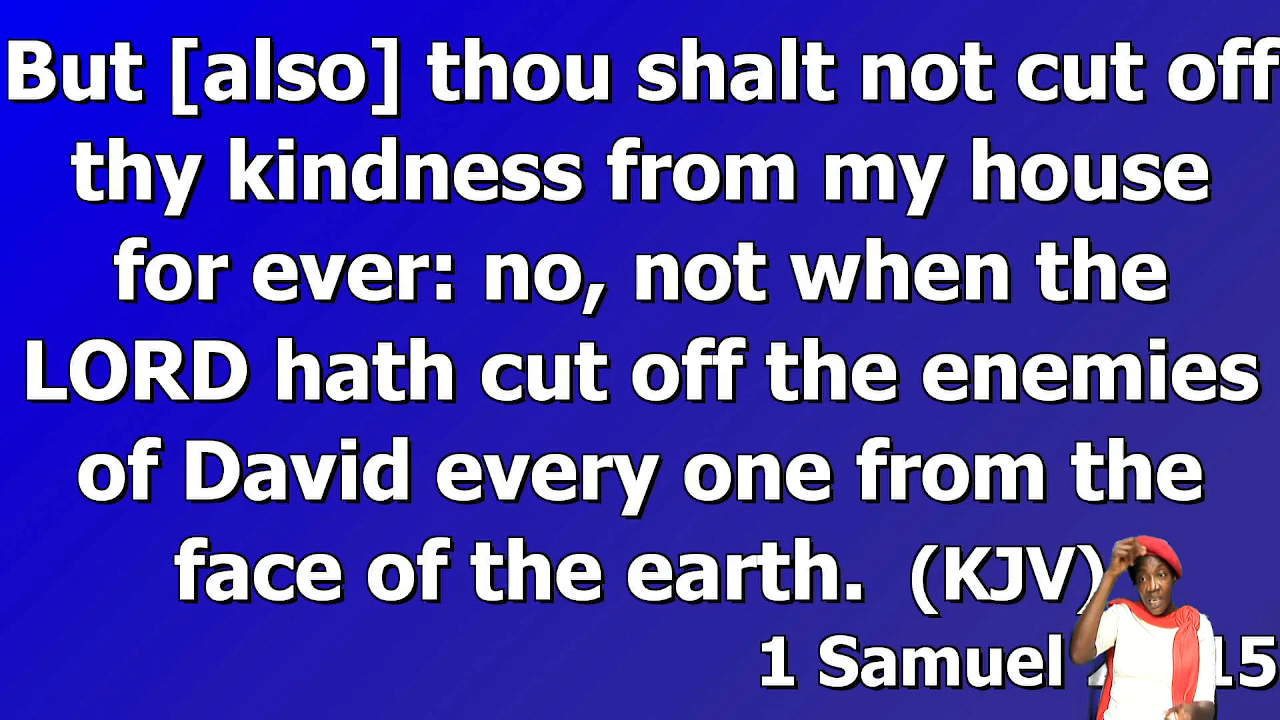 But [also] thou shalt not cut off
thy kindness from my house
for ever: no, not when the
LORD hath cut off the enemies
of David every one from the
face of the earth. (KJV)
1 Samuel 15